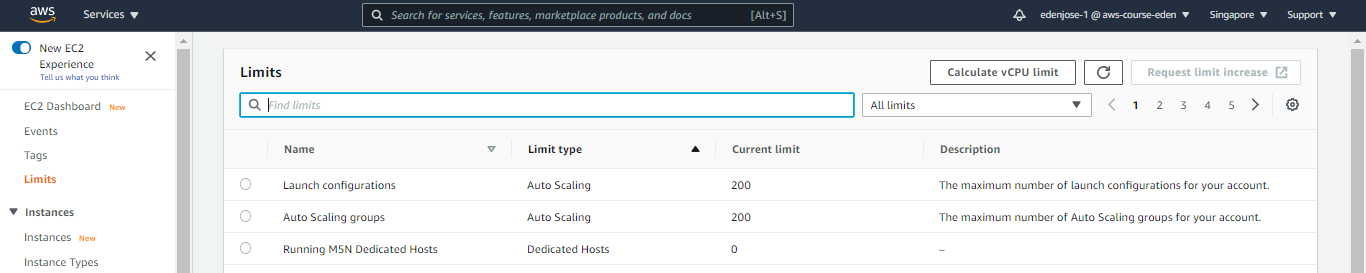 aws
Services ▼
Search for services, features, marketplace products, and docs [Alt+S]
edenjose-1 @ aws-course-eden ▼
Singapore ▼
Support ▼
New EC2
Experience
Tell us what you think
EC2 Dashboard New
Events
Tags
Limits
Instances
Instances New
Instance Types
Limits
Calculate vCPU limit
Request limit increase
Find limits
All limits
1 2 3 4 5
Name Limit type Current limit Description
Launch configurations Auto Scaling 200 The maximum number of launch configurations for your account.
Auto Scaling groups Auto Scaling 200 The maximum number of Auto Scaling groups for your account.
Running M5N Dedicated Hosts Dedicated Hosts 0 –